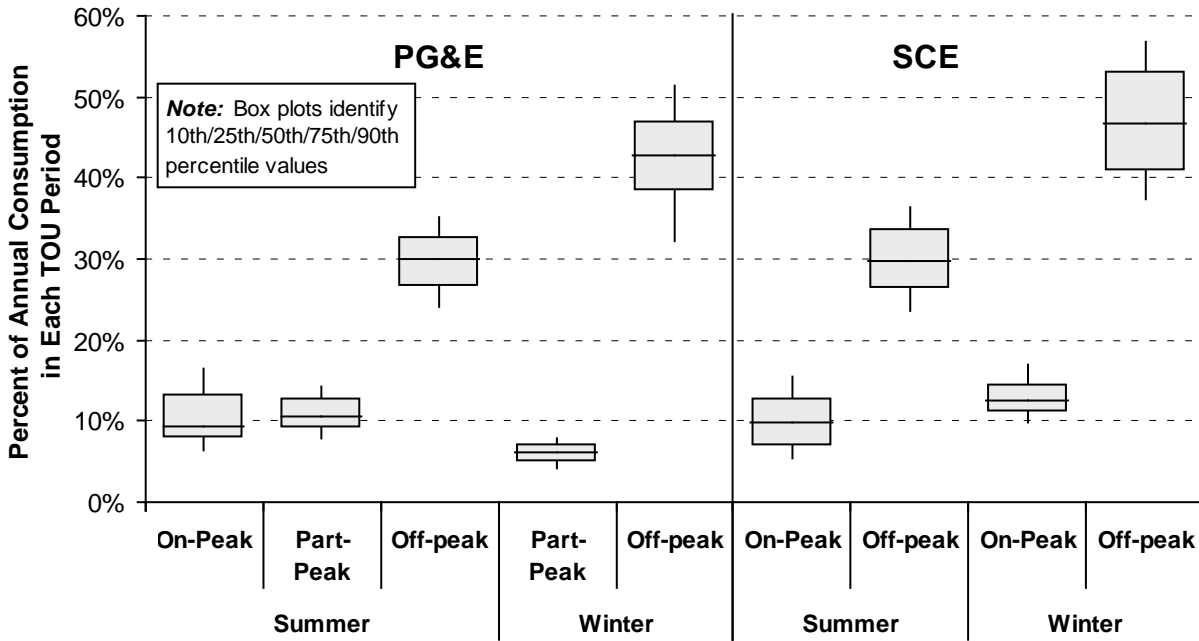 Percent of Annual Consumption
in Each TOU Period
60%
50%
40%
30%
20%
10%
0%
PG&E
SCE
Note: Box plots identify
10th/25th/50th/75th/90th
percentile values
On-Peak
Part-
Peak
Off-peak
Part-
Peak
Off-peak
On-Peak
Off-peak
On-Peak
Off-peak
Summer
Winter
Summer
Winter